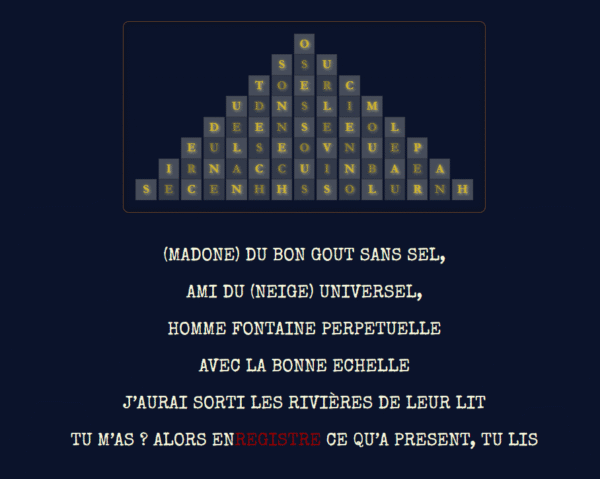 O
S S U
T O E R C
U D N S L I M
D E E N S E E O L
E U L S E O V N U E P
I R N A C C U I N B A E A
S E C E N H H S S O L U R N H
(MADONE) DU BON GOUT SANS SEL,
AMI DU (NEIGE) UNIVERSEL,
HOMME FONTAINE PERPETUELLE
AVEC LA BONNE ECHELLE
J'AURAI SORTI LES RIVIÈRES DE LEUR LIT
TU M'AS ? ALORS ENREGISTRE CE QU'A PRESENT, TU LIS